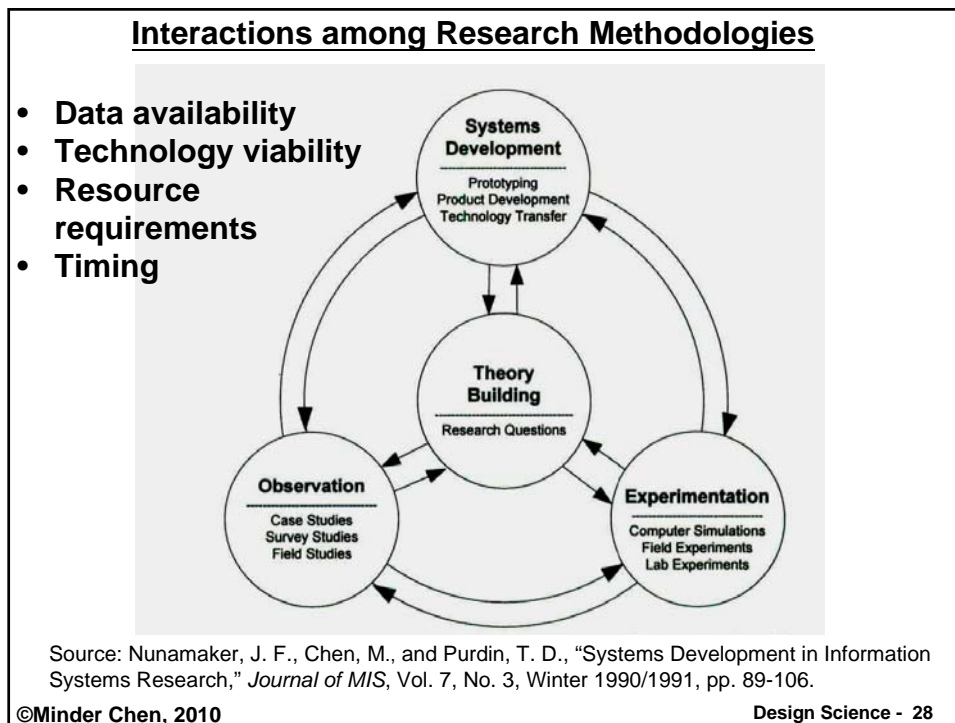 Interactions among Research Methodologies
• Data availability
• Technology viability
• Resource
requirements
• Timing
Systems
Development
Prototyping
Product Development
Technology Transfer
Theory
Building
Research Questions
Observation
Case Studies
Survey Studies
Field Studies
Experimentation
Computer Simulations
Field Experiments
Lab Experiments
Source: Nunamaker, J. F., Chen, M., and Purdin, T. D., “Systems Development in Information
Systems Research,” Journal of MIS, Vol. 7, No. 3, Winter 1990/1991, pp. 89-106.
©Minder Chen, 2010
Design Science - 28